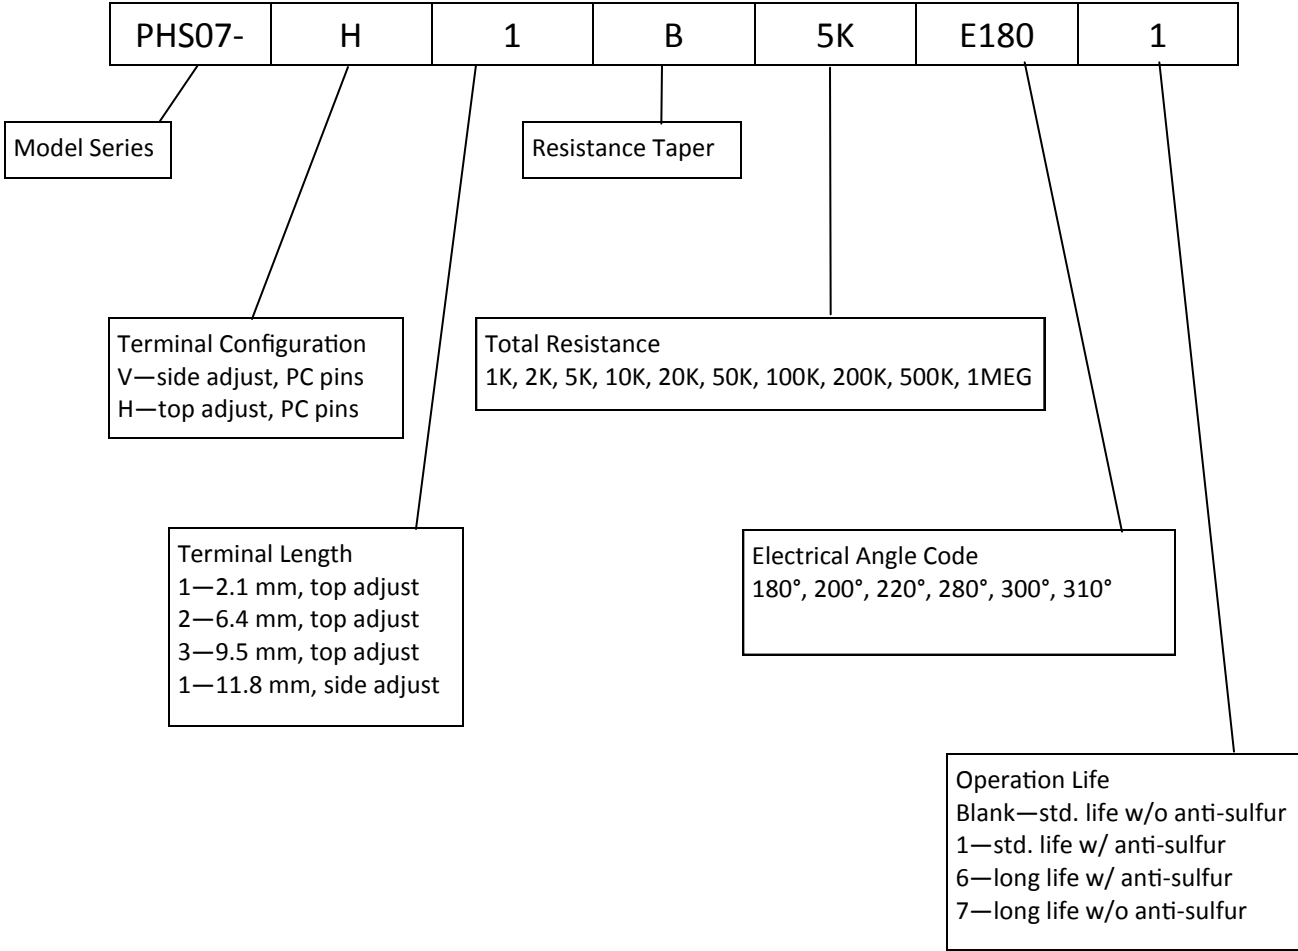 PHS07- H 1 B 5K E180 1
Model Series
Resistance Taper
Terminal Configuration
V—side adjust, PC pins
H—top adjust, PC pins
Total Resistance
1K, 2K, 5K, 10K, 20K, 50K, 100K, 200K, 500K, 1MEG
Terminal Length
1—2.1 mm, top adjust
2—6.4 mm, top adjust
3—9.5 mm, top adjust
1—11.8 mm, side adjust
Electrical Angle Code
180°, 200°, 220°, 280°, 300°, 310°
Operation Life
Blank—std. life w/o anti-sulfur
1—std. life w/ anti-sulfur
6—long life w/ anti-sulfur
7—long life w/o anti-sulfur